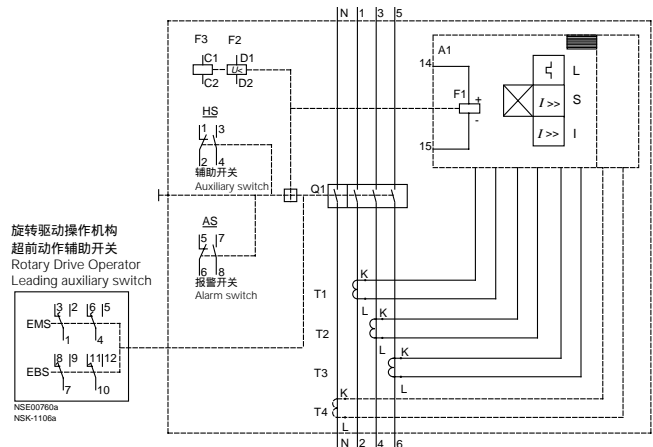 N 1 3 5
F3 F2
C1 D1
U<
C2 D2
A1
14
F1
+
-
15
L
I >> S
I >> I
HS
1 3
2 4
辅助开关
Auxiliary switch
Q1
AS
5 7
6 8
报警开关
Alarm switch
旋转驱动操作机构
超前动作辅助开关
Rotary Drive Operator
Leading auxiliary switch
3 2 6 5
EMS
1 4
8 9 11 12
EBS
7 10
NSE00760a
NSK-1106a
K
T1
L K
T2
L K
T3
K L
T4
L
N 2 4 6